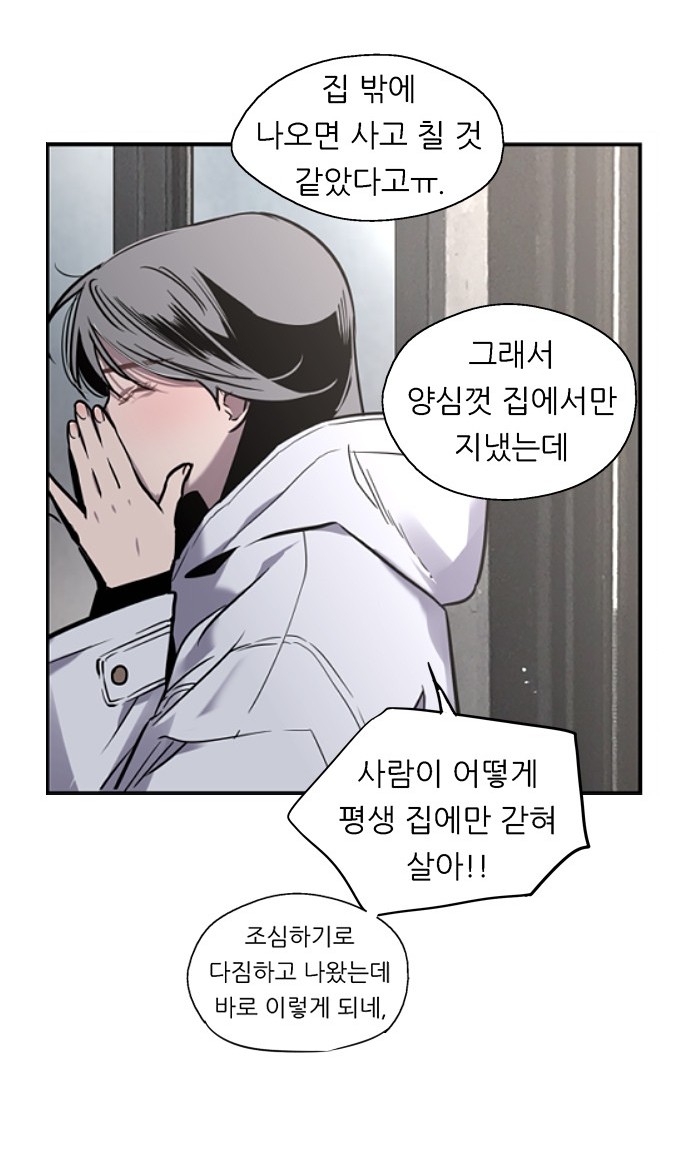 집 밖에
나오면 사고 칠 것
같았다고ㅠ.
그래서
양심껏 집에서만
지냈는데
사람이 어떻게
평생 집에만 갇혀
살아!!
조심하기로
다짐하고 나왔는데
바로 이렇게 되네,